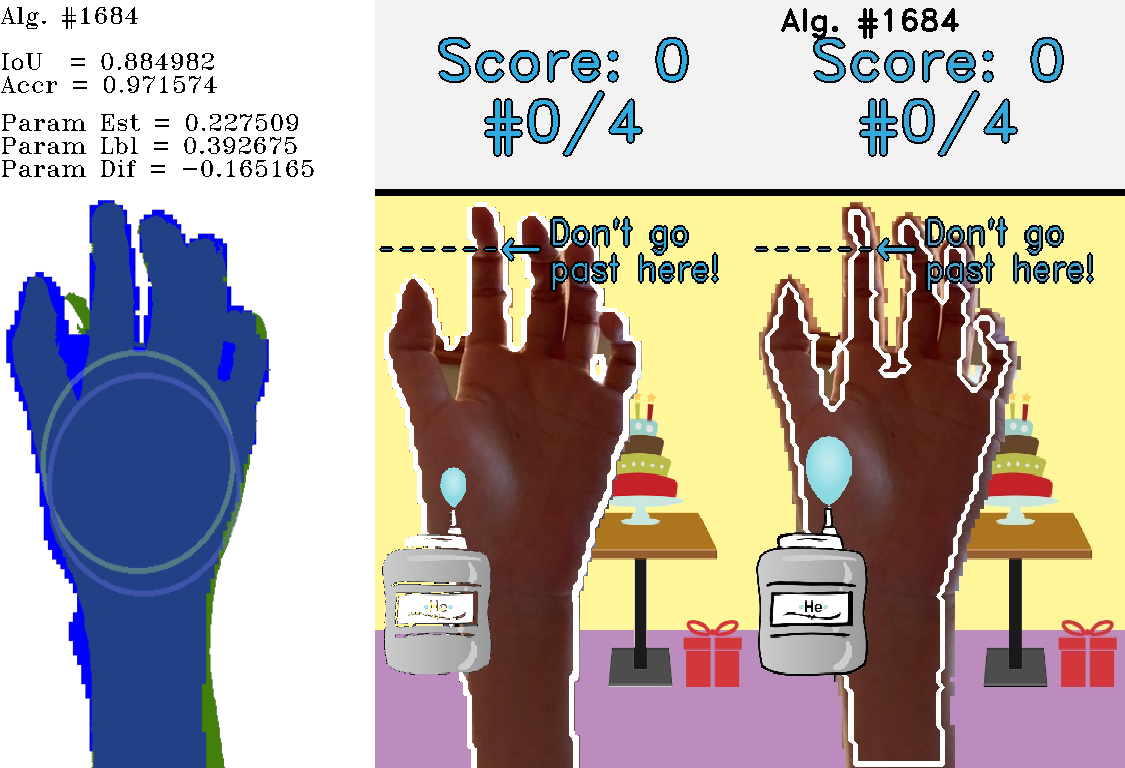 Alg. #1684
IoU = 0.884982
Accr = 0.971574
Param Est = 0.227509
Param Lbl = 0.392675
Param Dif = -0.165165
Score: 0
#0/4
Don't go
past here!
He
Alg. #1684
Score: 0
#0/4
Don't go
past here!
He